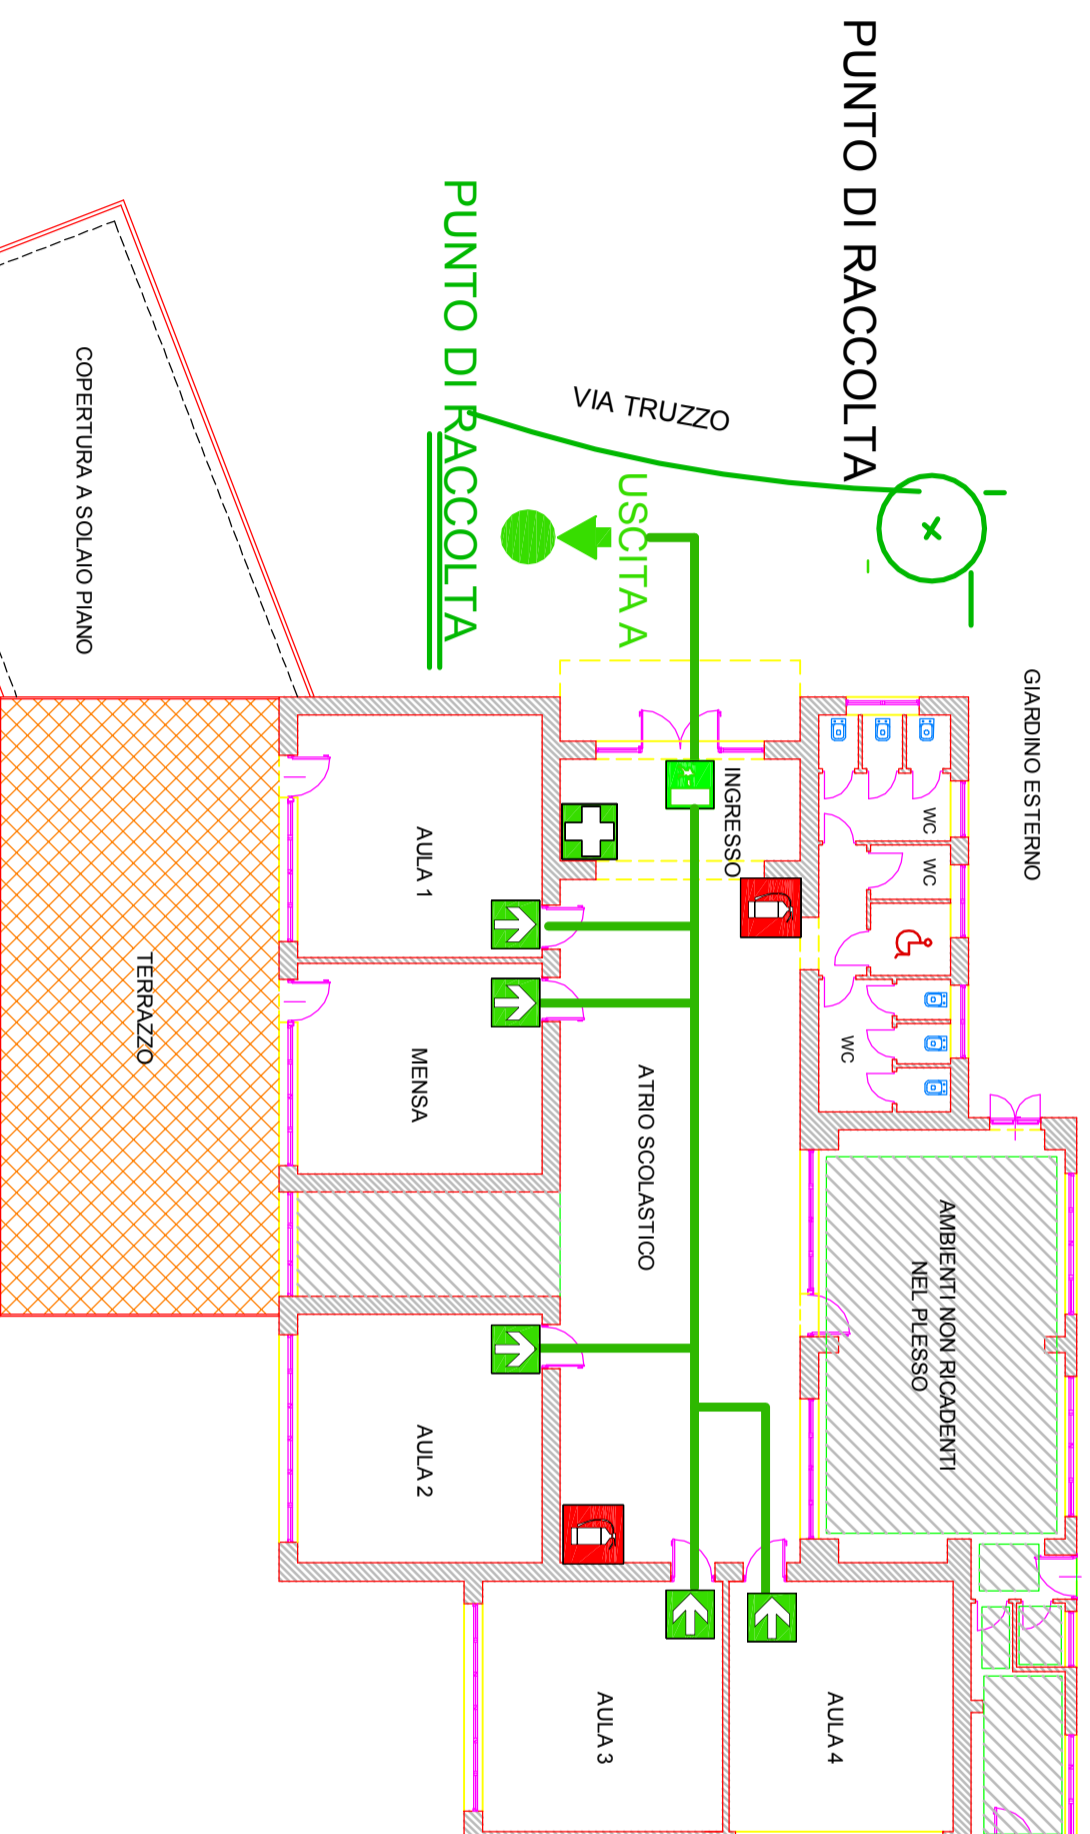 GIARDINO ESTERNO
PUNTO DI RACCOLTA
VIA TRUZZO
USCITA A
PUNTO DI RACCOLTA
COPERTURA A SOLAIO PIANO
WC
WC
WC
INGRESSO
AULA 1
MENSA
TERRAZZO
ATRIO SCOLASTICO
AMBIENTI NON RICADENTI
NEL PLESSO
AULA 2
AULA 4
AULA 3